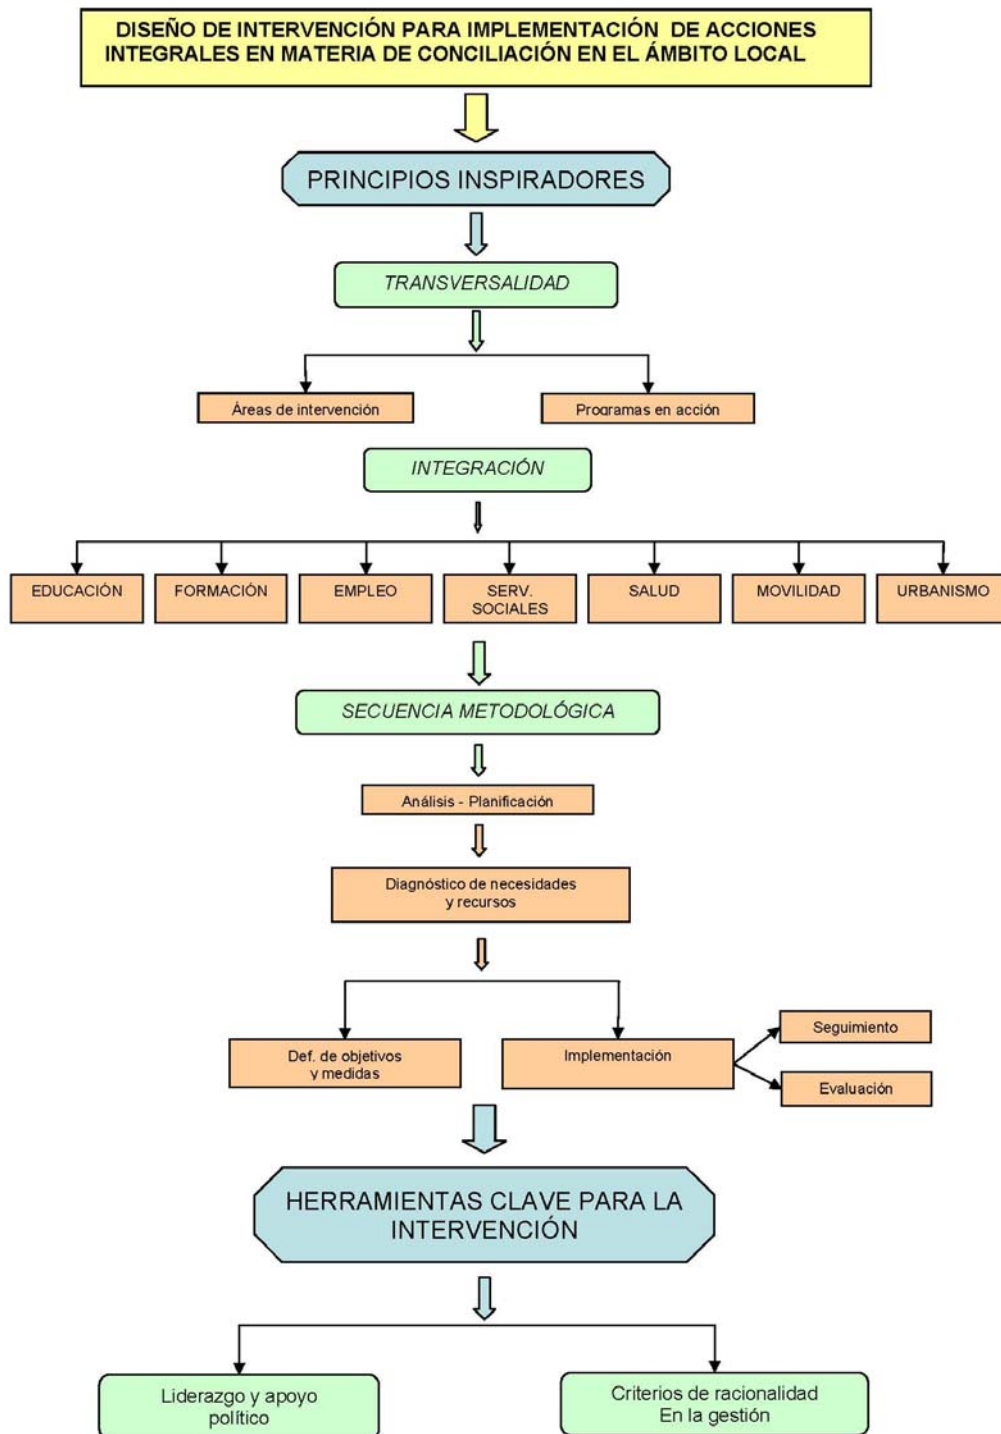 DISEÑO DE INTERVENCIÓN PARA IMPLEMENTACIÓN DE ACCIONES
INTEGRALES EN MATERIA DE CONCILIACIÓN EN EL ÁMBITO LOCAL
PRINCIPIOS INSPIRADORES
TRANSVERSALIDAD
Áreas de intervención
Programas en acción
INTEGRACIÓN
EDUCACIÓN
FORMACIÓN
EMPLEO
SERV.
SOCIALES
SALUD
MOVILIDAD
URBANISMO
SECUENCIA METODOLÓGICA
Análisis - Planificación
Diagnóstico de necesidades
y recursos
Def. de objetivos
y medidas
Implementación
Seguimiento
Evaluación
HERRAMIENTAS CLAVE PARA LA
INTERVENCIÓN
Liderazgo y apoyo
político
Criterios de racionalidad
En la gestión